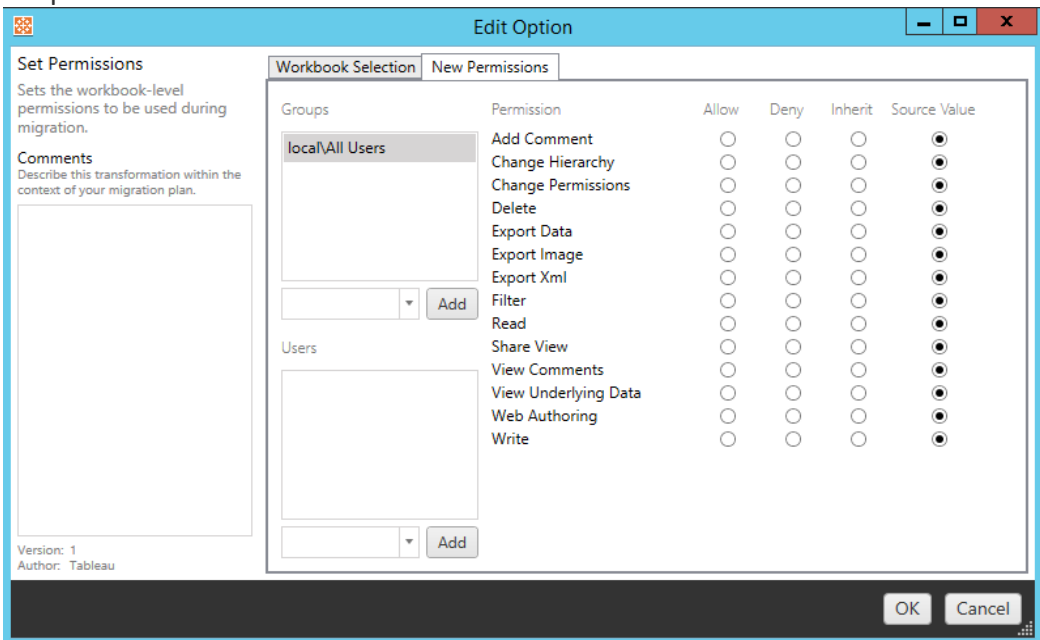 Edit Option
Set Permissions
Sets the workbook-level
permissions to be used during
migration.
Comments
Describe this transformation within the
context of your migration plan.
Version: 1
Author: Tableau
Workbook Selection New Permissions
Groups
local\All Users
Add
Users
Add
Permission Allow Deny Inherit Source Value
Add Comment
Change Hierarchy
Change Permissions
Delete
Export Data
Export Image
Export Xml
Filter
Read
Share View
View Comments
View Underlying Data
Web Authoring
Write
OK Cancel